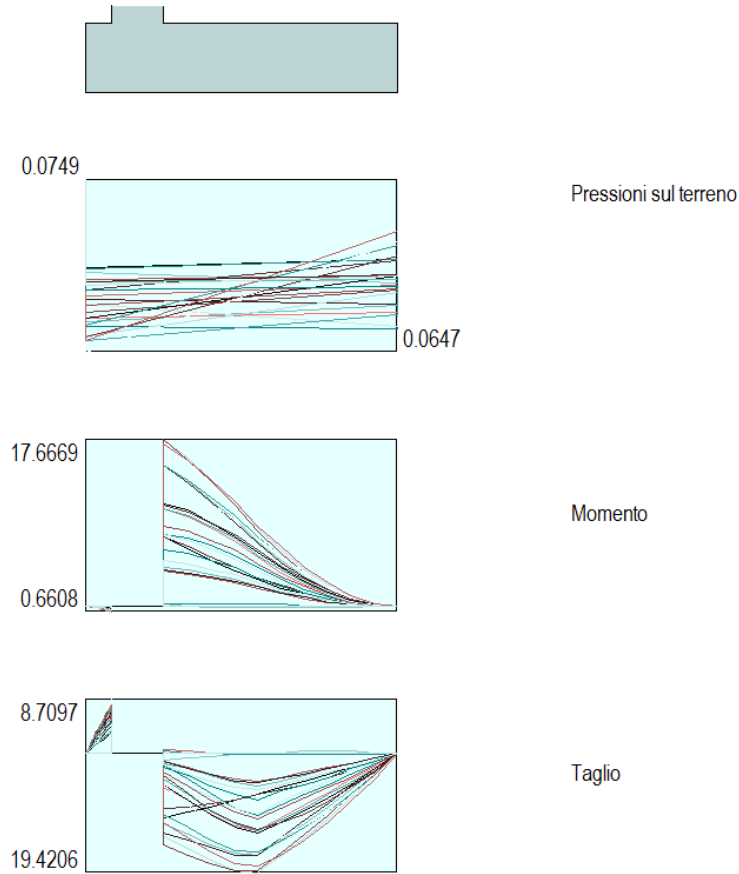 0.0749
Pressioni sul terreno
0.0647
17.6669
Momento
0.6608
8.7097
Taglio
19.4206